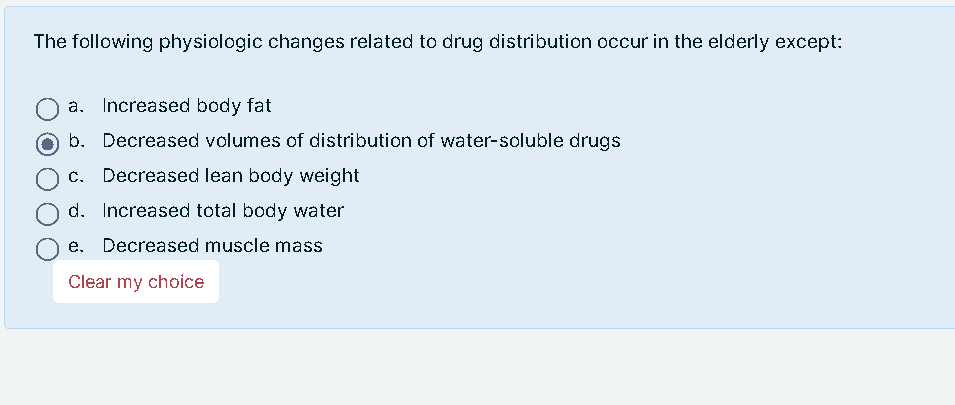 The following physiologic changes related to drug distribution occur in the elderly except:
a. Increased body fat
b. Decreased volumes of distribution of water-soluble drugs
c. Decreased lean body weight
d. Increased total body water
e. Decreased muscle mass
Clear my choice